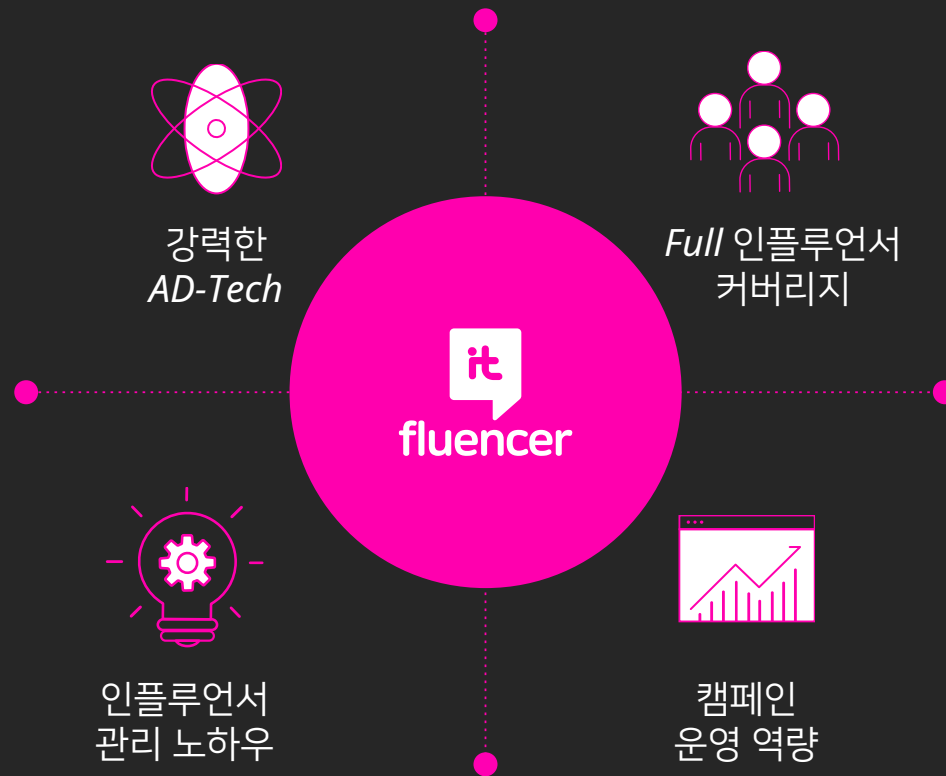 강력한
AD-Tech
Full 인플루언서
커버리지
it
fluencer
인플루언서
관리 노하우
캠페인
운영 역량